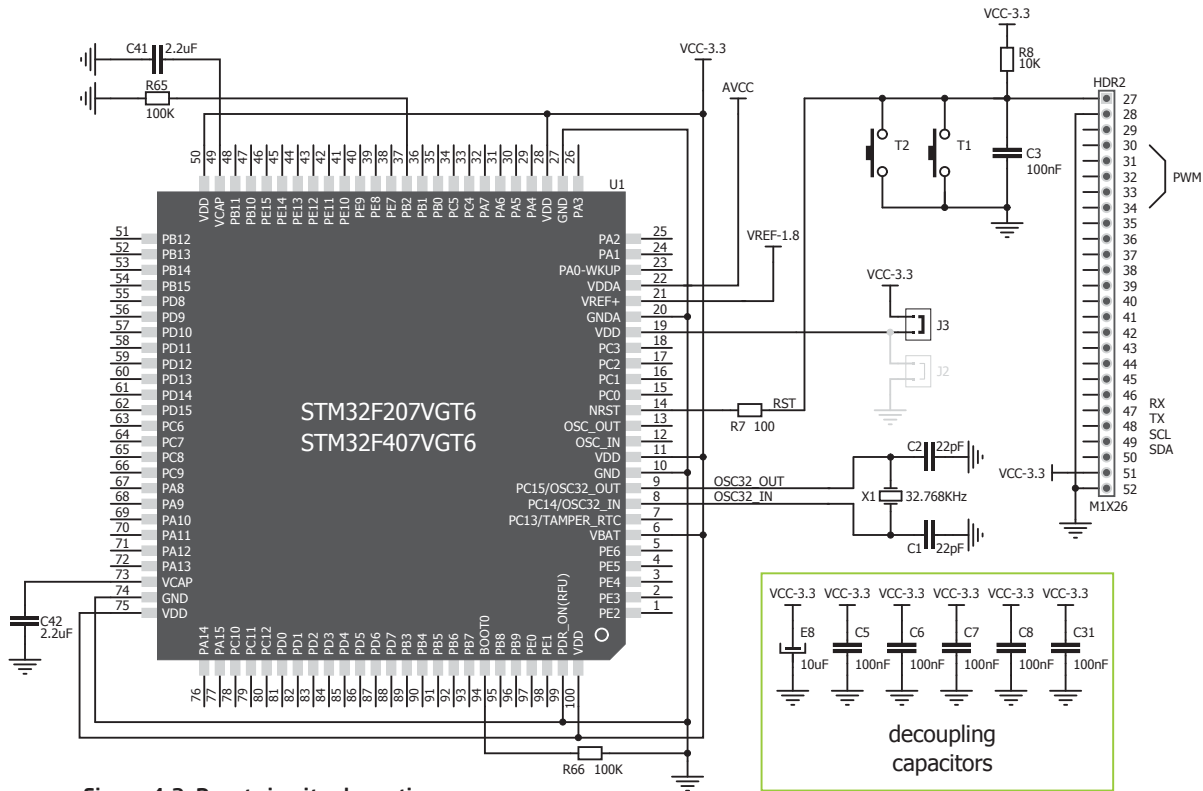 C41 2.2uF
R65
100K
VCC-3.3
AVCC
VREF-1.8
VCC-3.3
R8
10K
HDR2
T2
T1
C3
100nF
50 49 48 47 46 45 44 43 42 41 40 39 38 37 36 35 34 33 32 31 30 29 28 27 26
VDD VCAP PB11 PB10 PE15 PE14 PE13 PE12 PE11 PE10 PE9 PE8 PE7 PB2 PB1 PB0 PC5 PC4 PA7 PA6 PA5 PA4 VDD GND PA3
U1
51 PB12
52 PB13
53 PB14
54 PB15
55 PD8
56 PD9
57 PD10
58 PD11
59 PD12
60 PD13
61 PD14
62 PD15
63 PC6
64 PC7
65 PC8
66 PC9
67 PA8
68 PA9
69 PA10
70 PA11
71 PA12
72 PA13
73 VCAP
74 GND
75 VDD
STM32F207VGT6
STM32F407VGT6
PA2 25
PA1 24
PA0-WKUP 23
VDDA 22
VREF+ 21
GNDA 20
VDD 19
PC3 18
PC2 17
PC1 16
PC0 15
NRST 14
OSC_OUT 13
OSC_IN 12
VDD 11
GND 10
PC15/OSC32_OUT 9
PC14/OSC32_IN 8
PC13/TAMPER_RTC 7
VBAT 6
PE6 5
PE5 4
PE4 3
PE3 2
PE2 1
PA14 PA15 PC10 PC11 PC12 PD0 PD1 PD2 PD3 PD4 PD5 PD6 PD7 PB3 PB4 PB5 PB6 PB7 BOOT0 PB8 PB9 PE0 PE1 PDR_ON(RFU) VDD
76 77 78 79 80 81 82 83 84 85 86 87 88 89 90 91 92 93 94 95 96 97 98 99 100
C42
2.2uF
R66 100K
VCC-3.3
J3
J2
RST
R7 100
OSC32_OUT
OSC32_IN
C2 22pF
X1 32.768KHz
C1 22pF
27
28
29
30
31
32
33
34
35
36
37
38
39
40
41
42
43
44
45
46
47
48
49
50
51
52
PWM
RX
TX
SCL
SDA
VCC-3.3
M1X26
VCC-3.3 VCC-3.3 VCC-3.3 VCC-3.3 VCC-3.3 VCC-3.3
E8 C5 C6 C7 C8 C31
10uF 100nF 100nF 100nF 100nF 100nF
decoupling
capacitors
Figure Reset circuit schematic